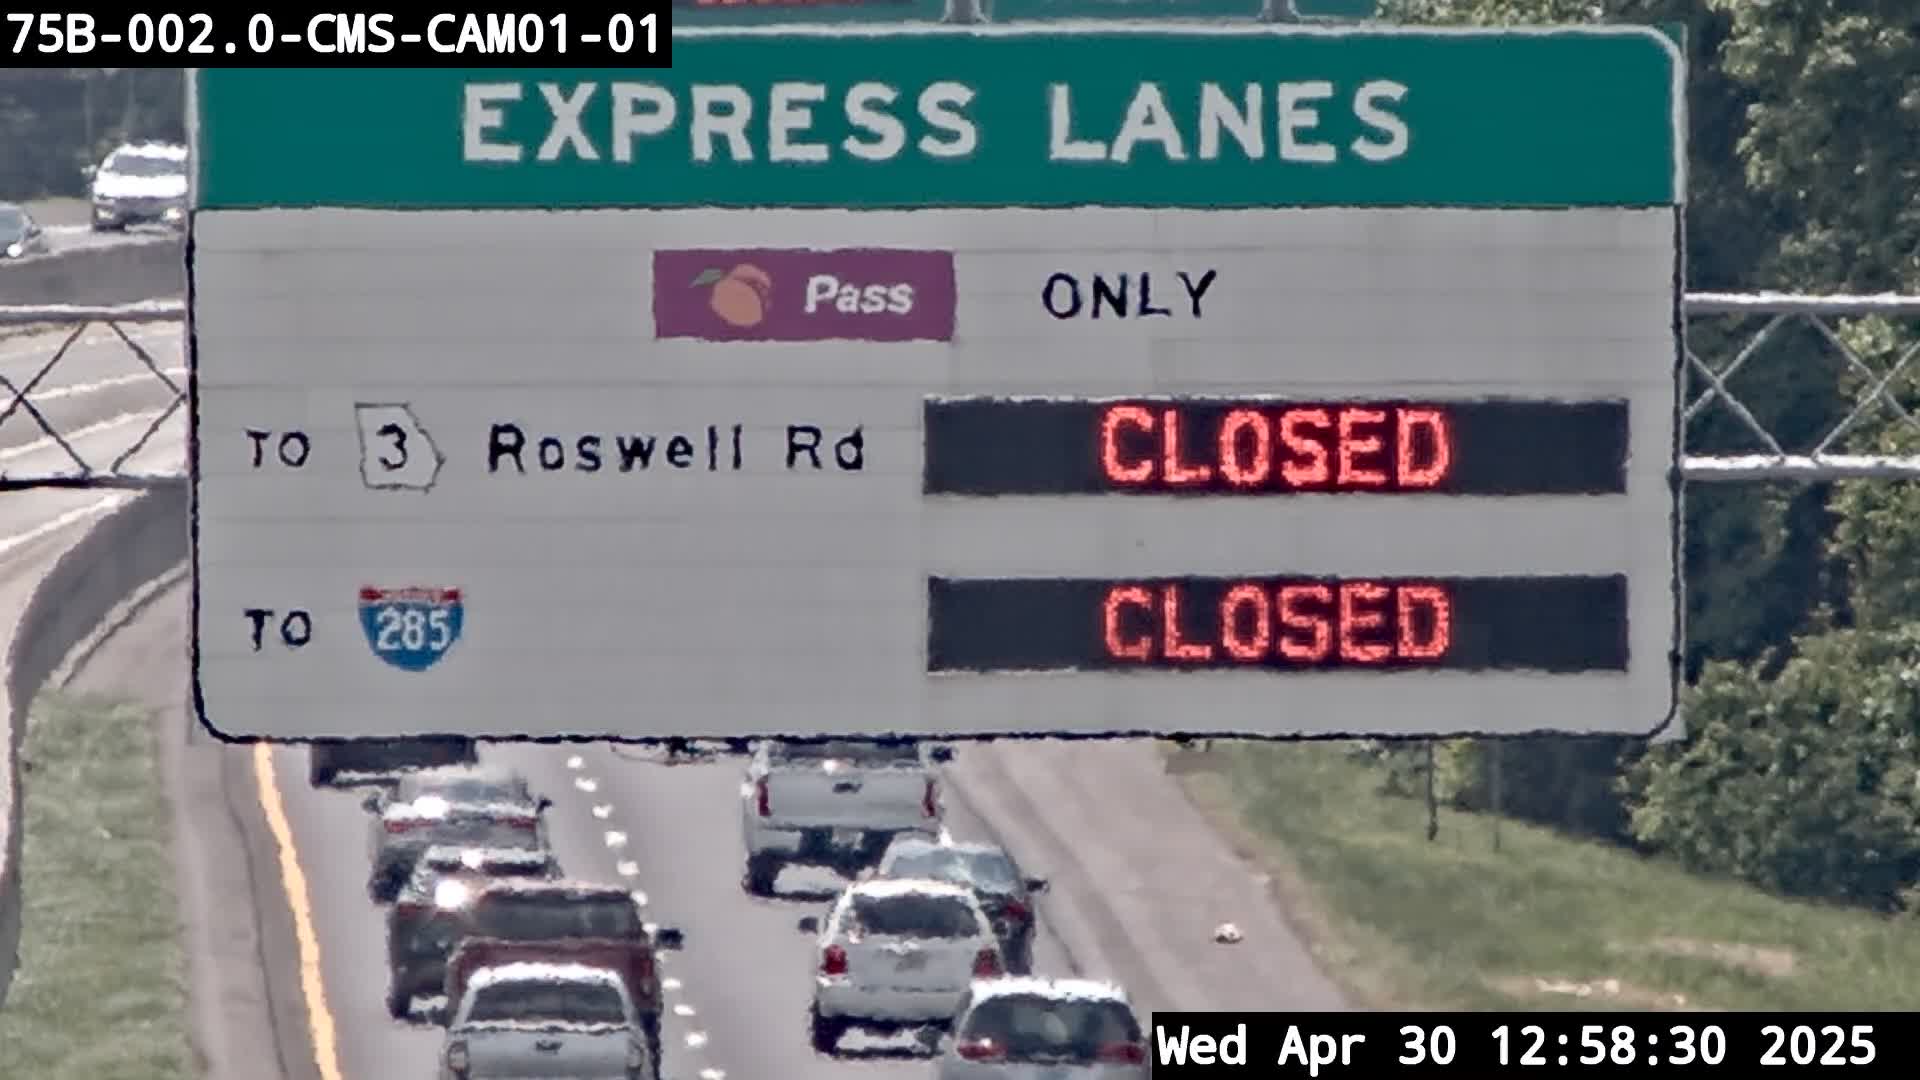 75B-002.0-CMS-CAM01-01
EXPRESS LANES
Pass ONLY
TO 3 Roswell Rd CLOSED
TO 285 CLOSED
Wed Apr 30 12:58:30 2025